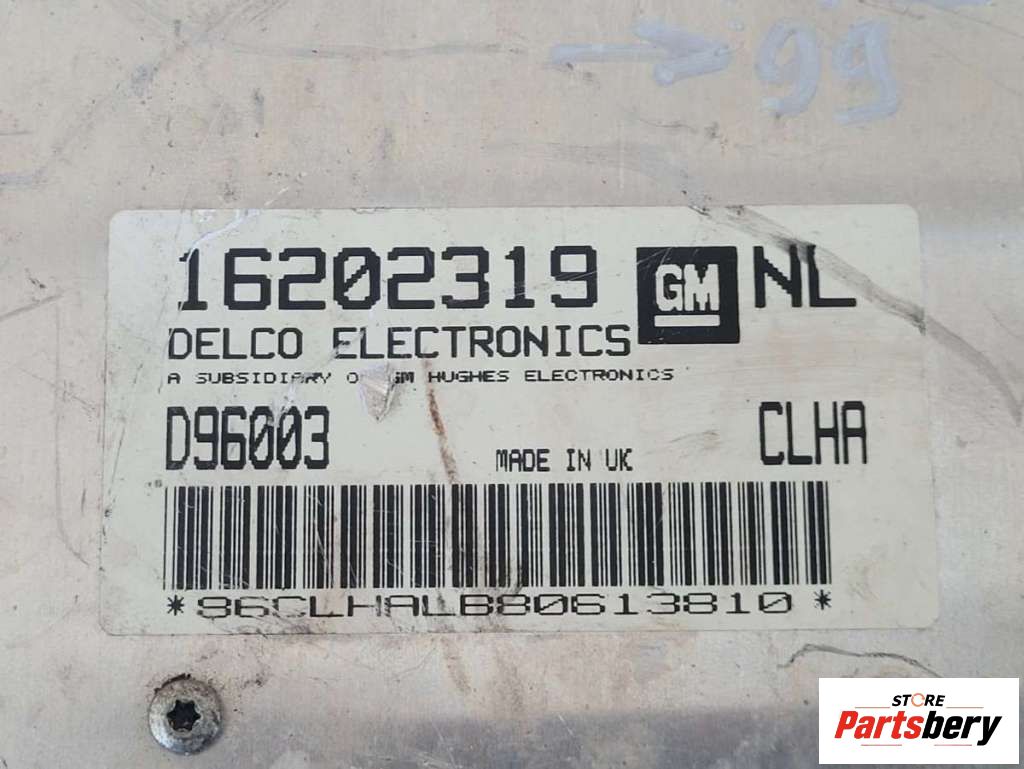 99
16202319 GM NL
DELCO ELECTRONICS
A SUBSIDIARY OF GM HUGHES ELECTRONICS
D96003 MADE IN UK CLHA
*86CLHALB80613810*
STORE
Partsbery